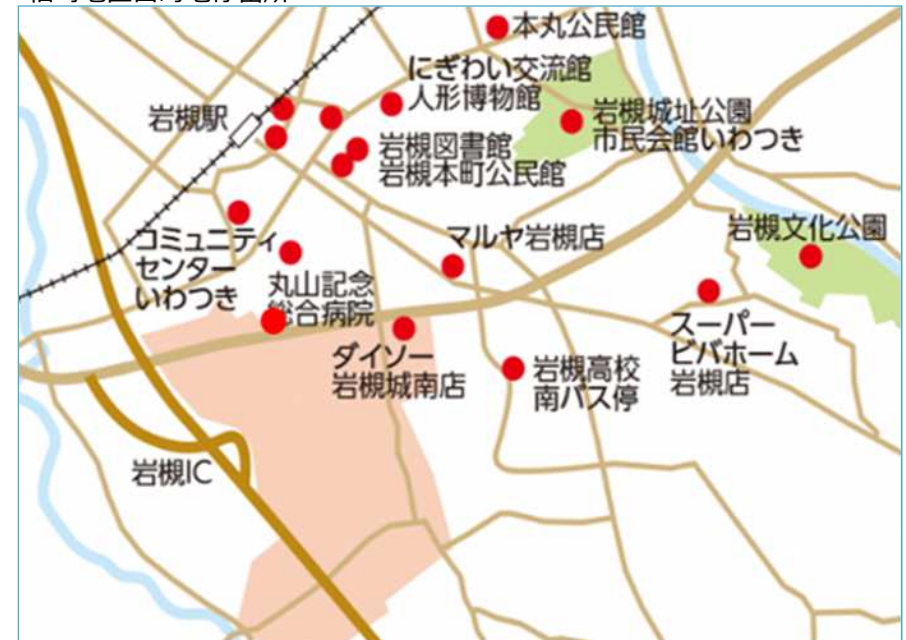 本丸公民館
にぎわい交流館
人形博物館
岩槻駅
岩槻城址公園
市民会館いわつき
岩槻図書館
岩槻本町公民館
岩槻文化公園
マルヤ岩槻店
コミュニティ
センター
いわつき
丸山記念
総合病院
ダイソー
岩槻城南店
スーパー
ビバホーム
岩槻店
岩槻高校
南バス停
岩槻IC